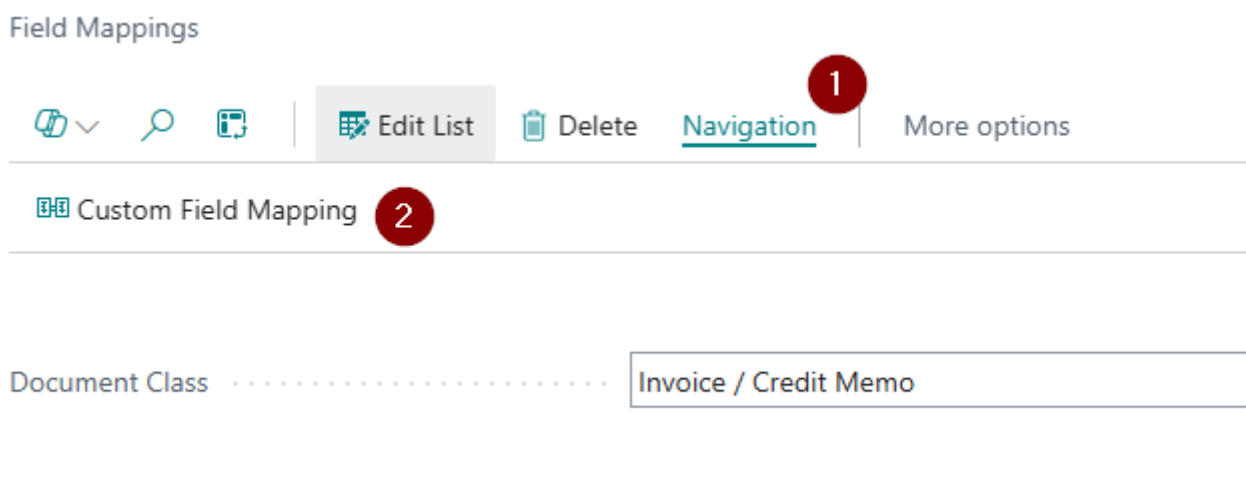 Field Mappings
1
Edit List Delete Navigation More options
Custom Field Mapping 2
Document Class Invoice / Credit Memo